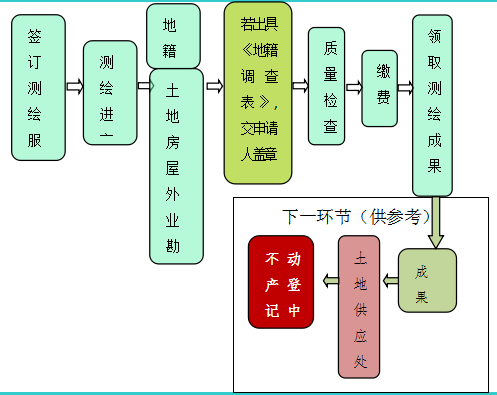 签订测绘服
测绘进
地籍
土地房屋外业勘
若出具
《地籍
调查
表》，
交申请
人盖章
质量检查
缴费
领取测绘成果
下一环节（供参考）
不动
产登
记中
土地供应处
成果